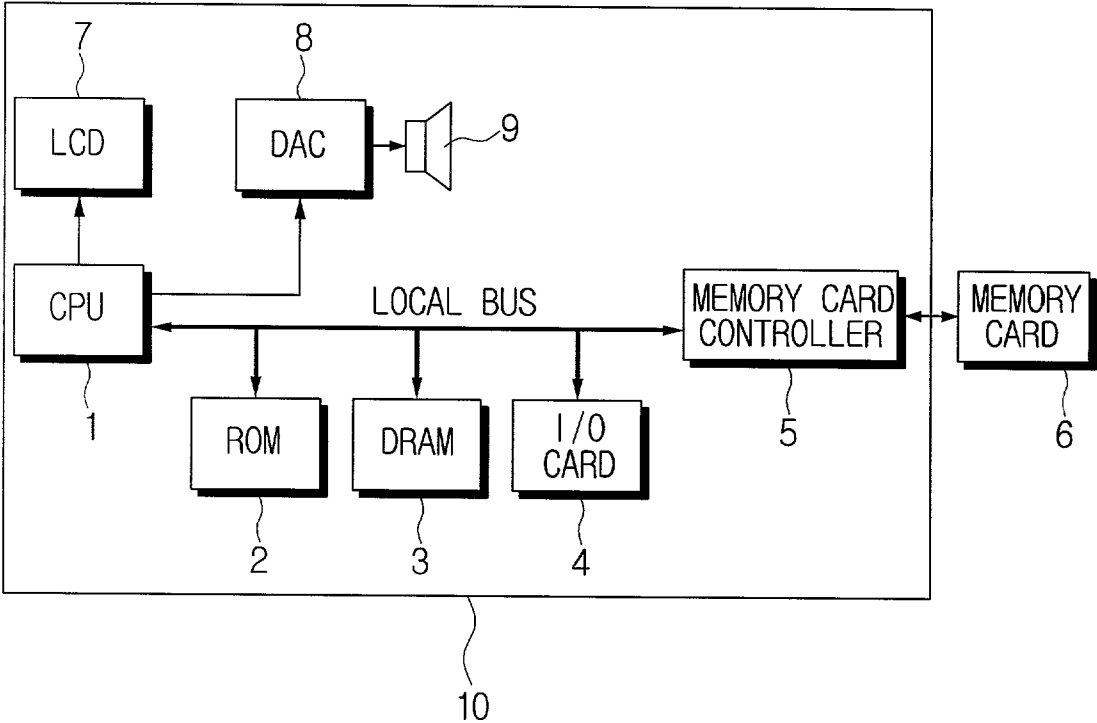 7
8
LCD
DAC
9
CPU
LOCAL BUS
MEMORY CARD
CONTROLLER
MEMORY
CARD
1
ROM
DRAM
I/O
CARD
5
6
2
3
4
10